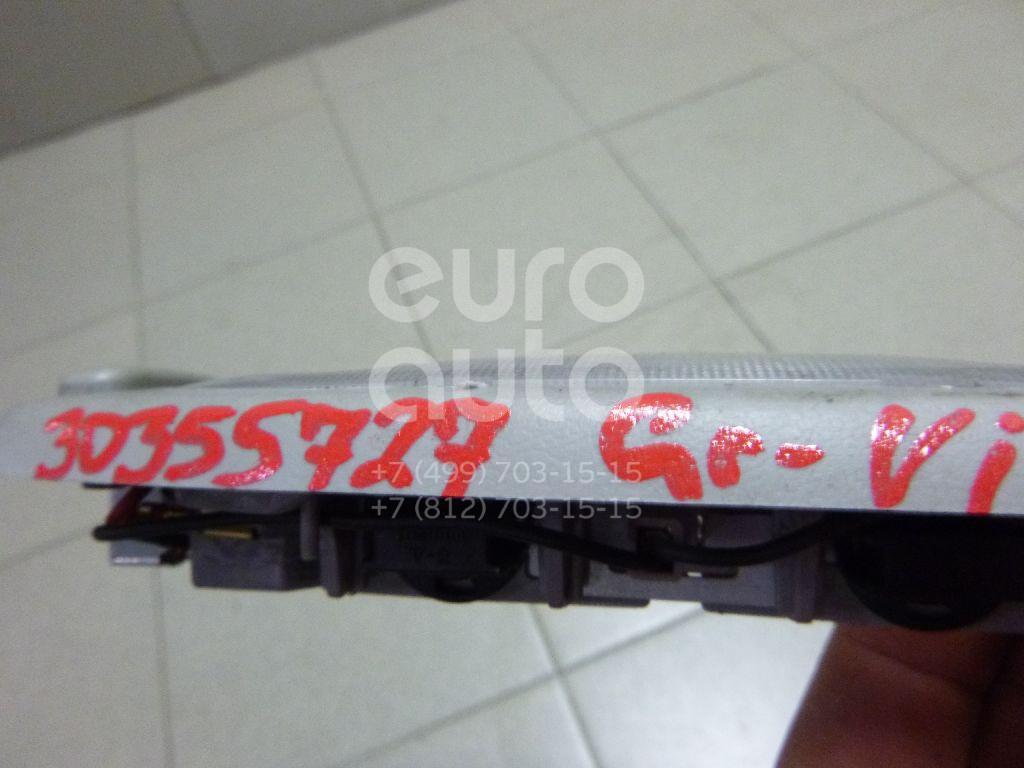 euro
auto
30355727 Gr-Vi
+7 (499) 703-15-15
+7 (812) 703-15-15